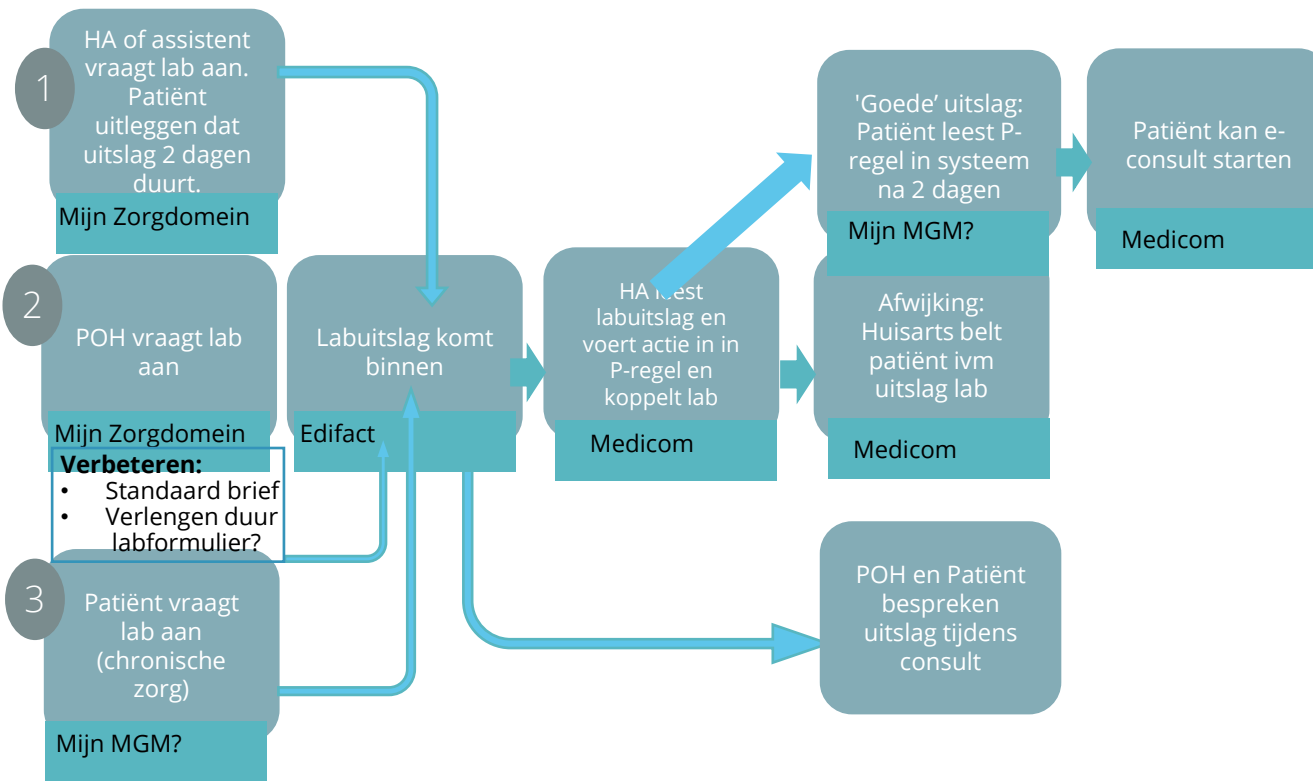 1
HA of assistent
vraagt lab aan.
Patiënt
uitleggen dat
uitslag 2 dagen
duurt.
Mijn Zorgdomein
2
POH vraagt lab
aan
Mijn Zorgdomein
Verbeteren:
• Standaard brief
• Verlengen duur
labformulier?
3
Patiënt vraagt
lab aan
(chronische
zorg)
Mijn MGM?
Labuitslag komt
binnen
Edifact
HA leest
labuitslag en
voert actie in in
P-regel en
koppelt lab
Medicom
'Goede’ uitslag:
Patiënt leest P-
regel in systeem
na 2 dagen
Mijn MGM?
Patiënt kan e-
consult starten
Medicom
Afwijking:
Huisarts belt
patiënt ivm
uitslag lab
Medicom
POH en Patiënt
bespreken
uitslag tijdens
consult